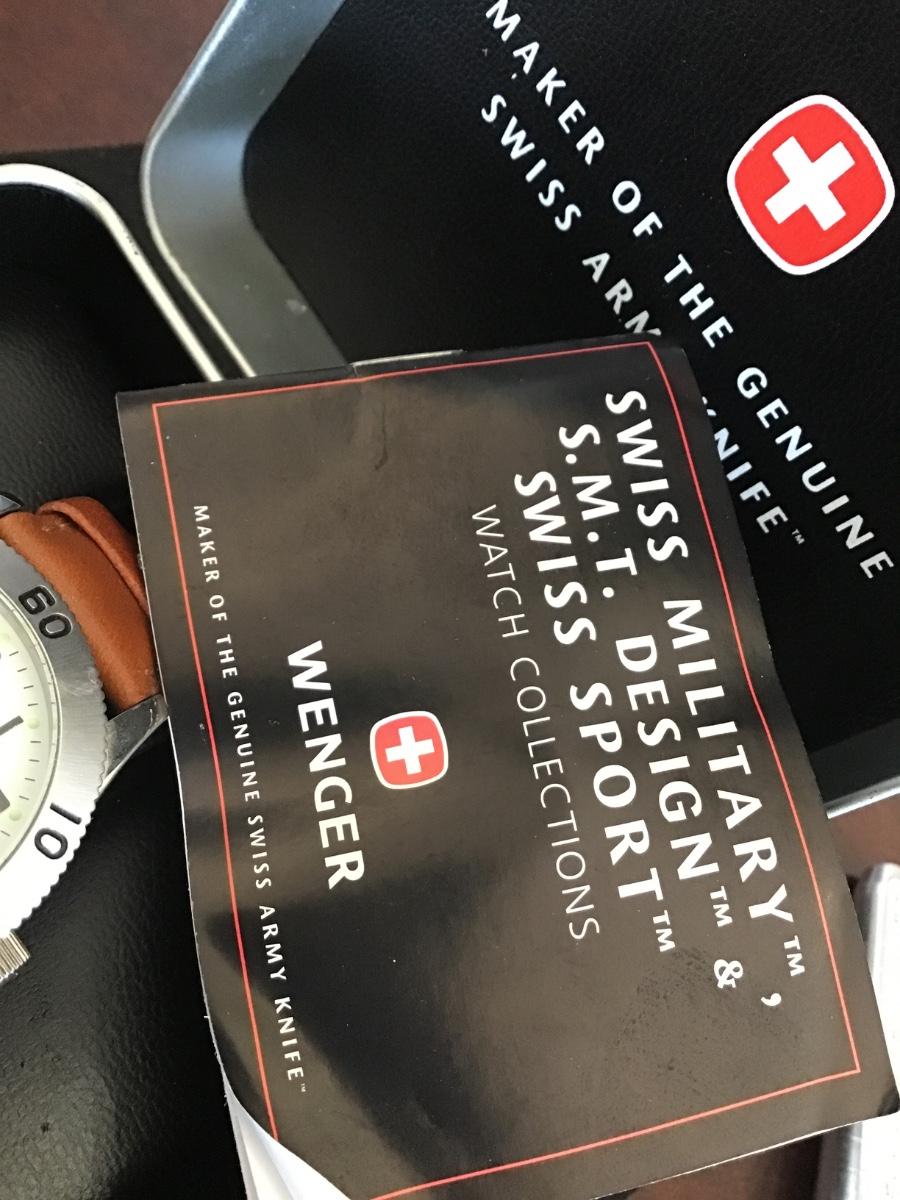 MAKER OF THE GENUINE
SWISS ARMY KNIFE™
SWISS MILITARY™,
S.M.T. DESIGN™ &
SWISS SPORT™
WATCH COLLECTIONS
WENGER
MAKER OF THE GENUINE SWISS ARMY KNIFE™
60
10